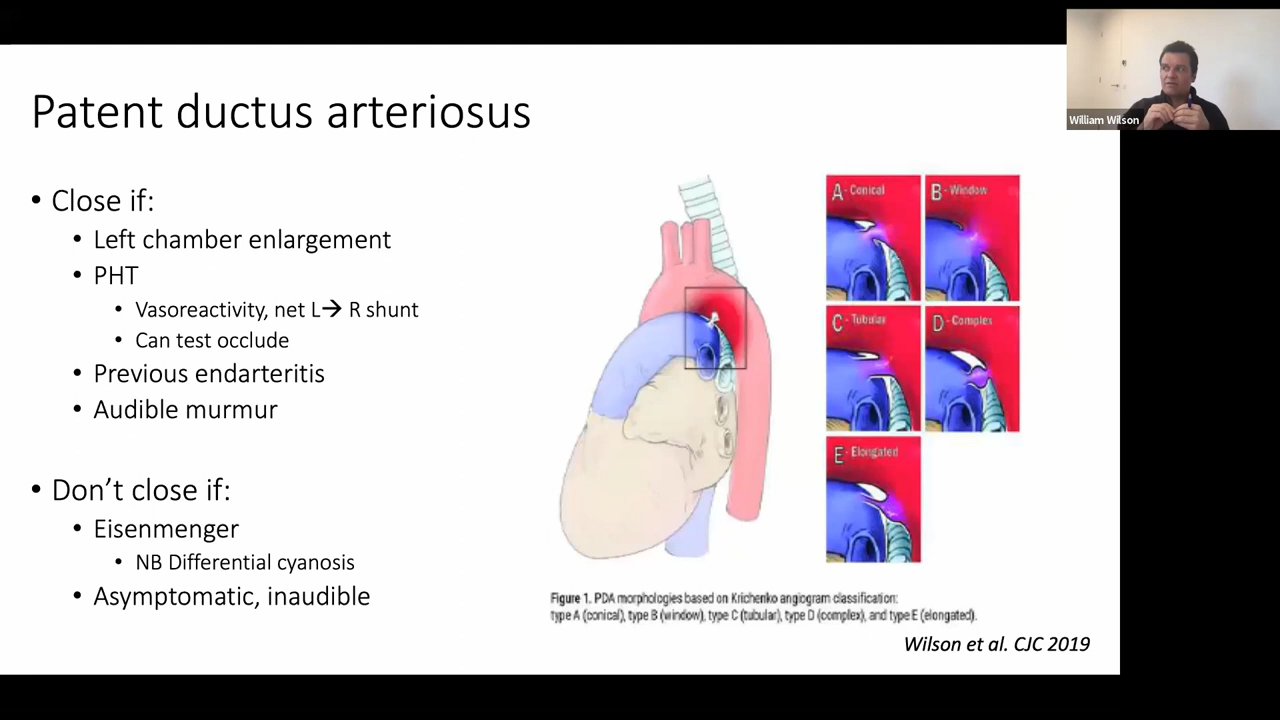 William Wilson
Patent ductus arteriosus
• Close if:
• Left chamber enlargement
• PHT
• Vasoreactivity, net L→ R shunt
• Can test occlude
• Previous endarteritis
• Audible murmur
• Don’t close if:
• Eisenmenger
• NB Differential cyanosis
• Asymptomatic, inaudible
A - Conical
B - Window
C - Tubular
D - Complex
E - Elongated
Figure 1. PDA morphologies based on Krichenko angiogram classification:
type A (conical), type B (window), type C (tubular), type D (complex), and type E (elongated).
Wilson et al. CJC 2019